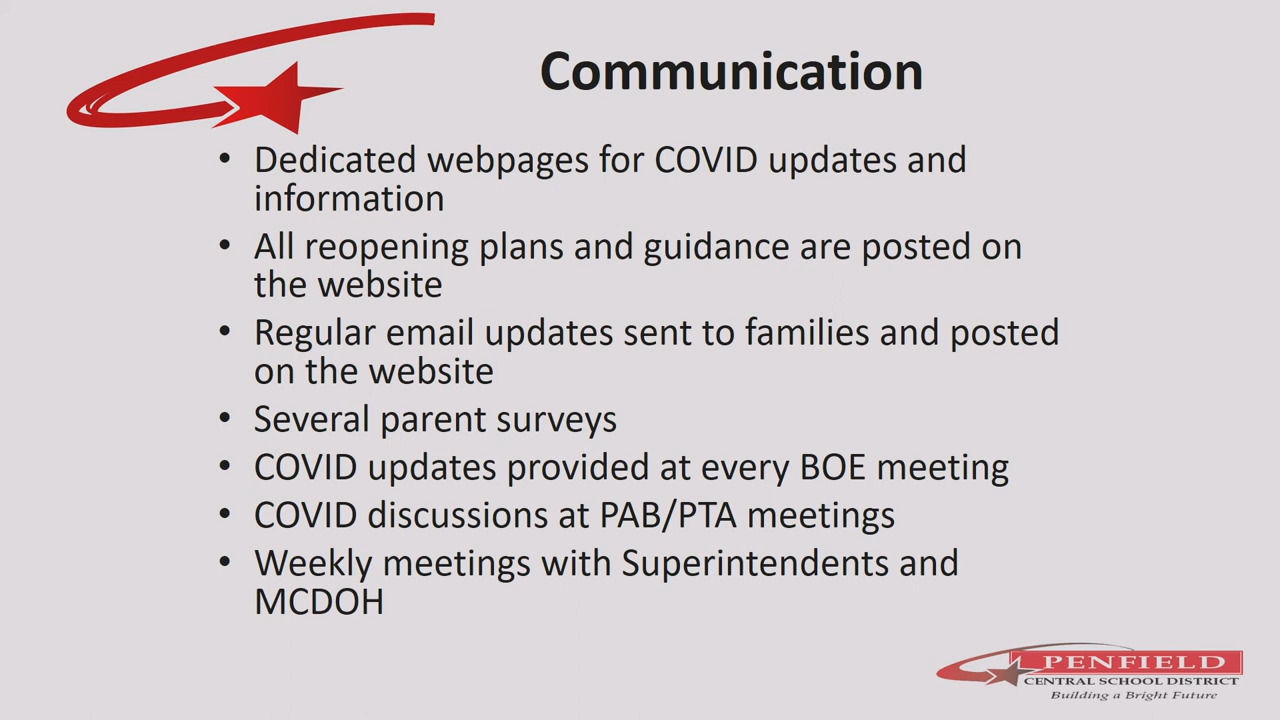 Communication
• Dedicated webpages for COVID updates and
information
• All reopening plans and guidance are posted on
the website
• Regular email updates sent to families and posted
on the website
• Several parent surveys
• COVID updates provided at every BOE meeting
• COVID discussions at PAB/PTA meetings
• Weekly meetings with Superintendents and
MCDOH
PENFIELD
CENTRAL SCHOOL DISTRICT
Building a Bright Future